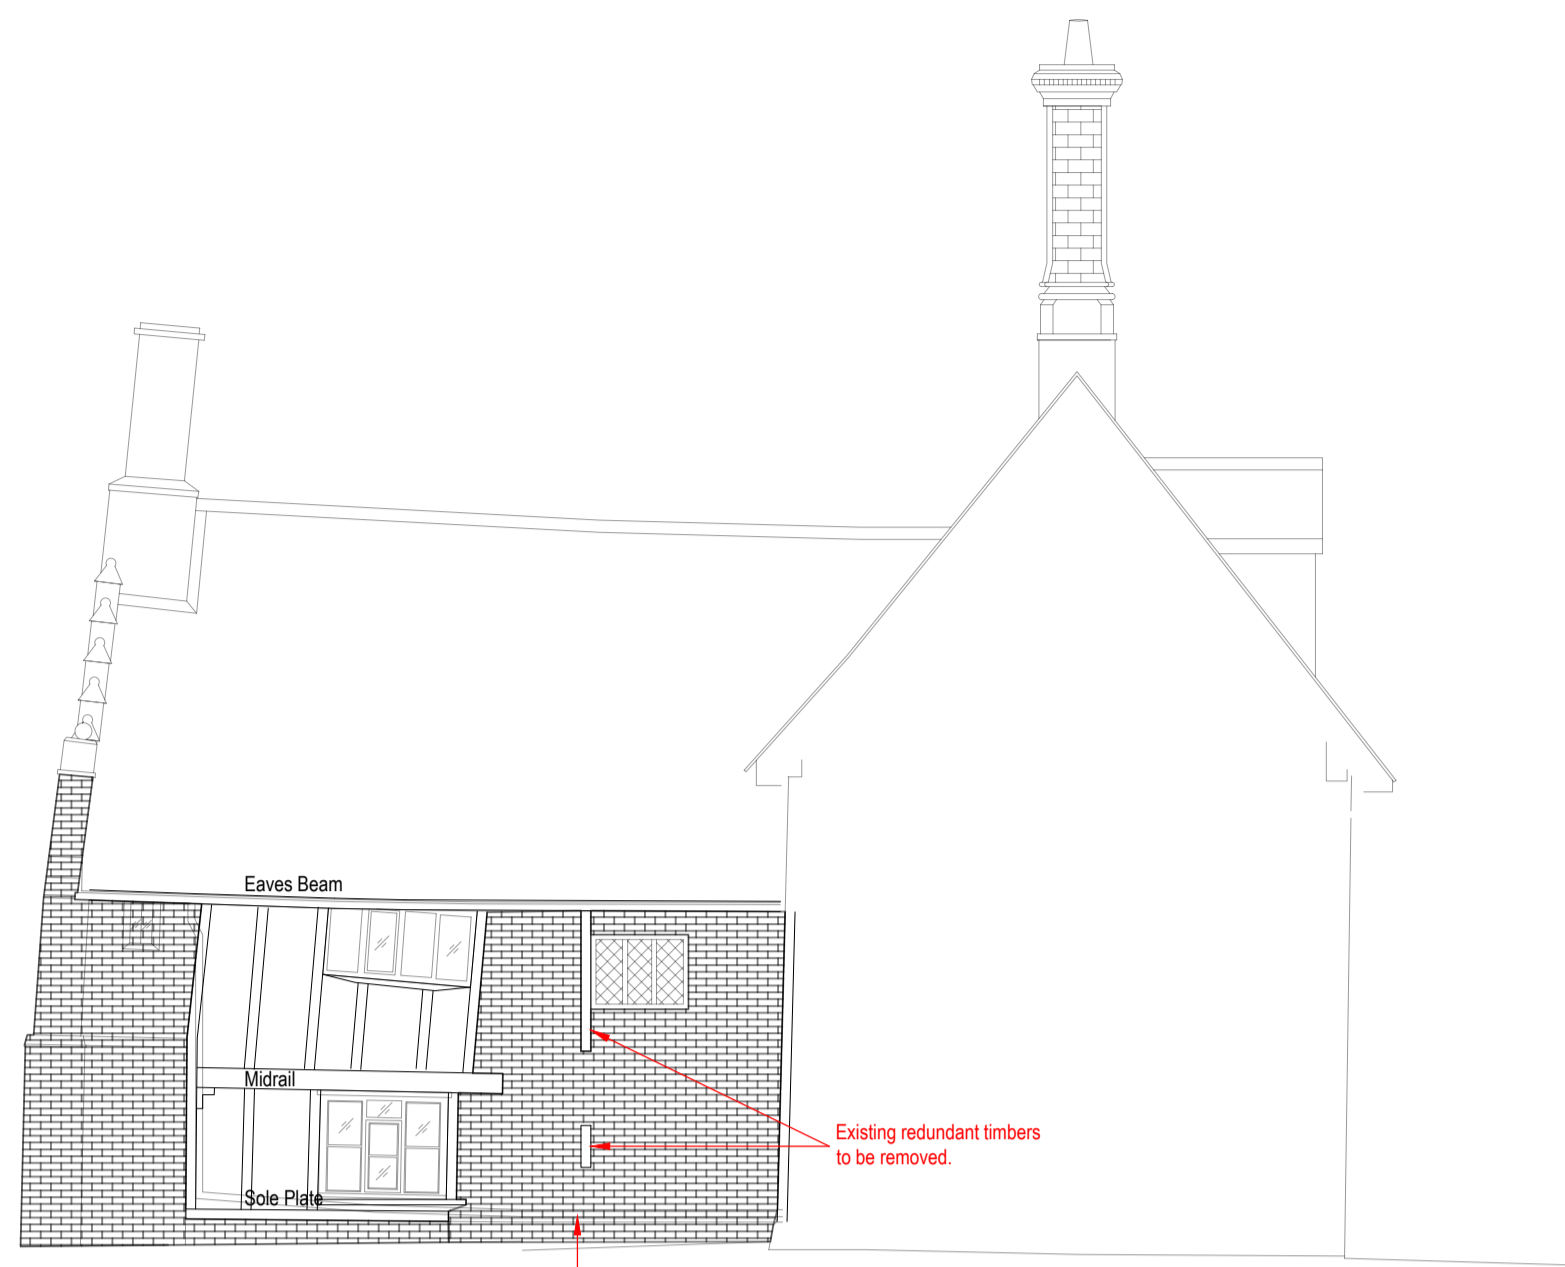 Eaves Beam
Midrail
Existing redundant timbers
to be removed.
Sole Plate